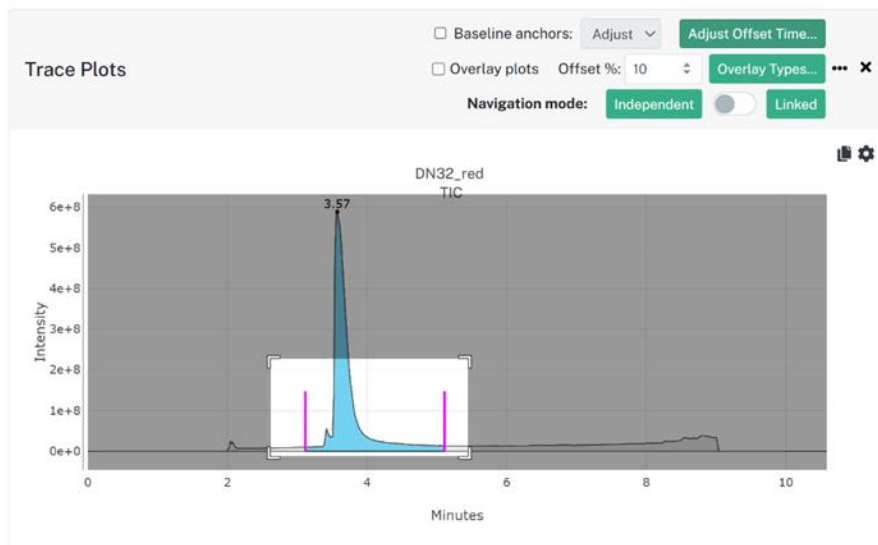 Baseline anchors: Adjust Adjust Offset Time...
Trace Plots
Overlay plots Offset %: 10 Overlay Types...
Navigation mode: Independent Linked
DN32_red
TIC
3.57
6e+8
5e+8
4e+8
3e+8
2e+8
1e+8
0e+0
Intensity
0 2 4 6 8 10
Minutes